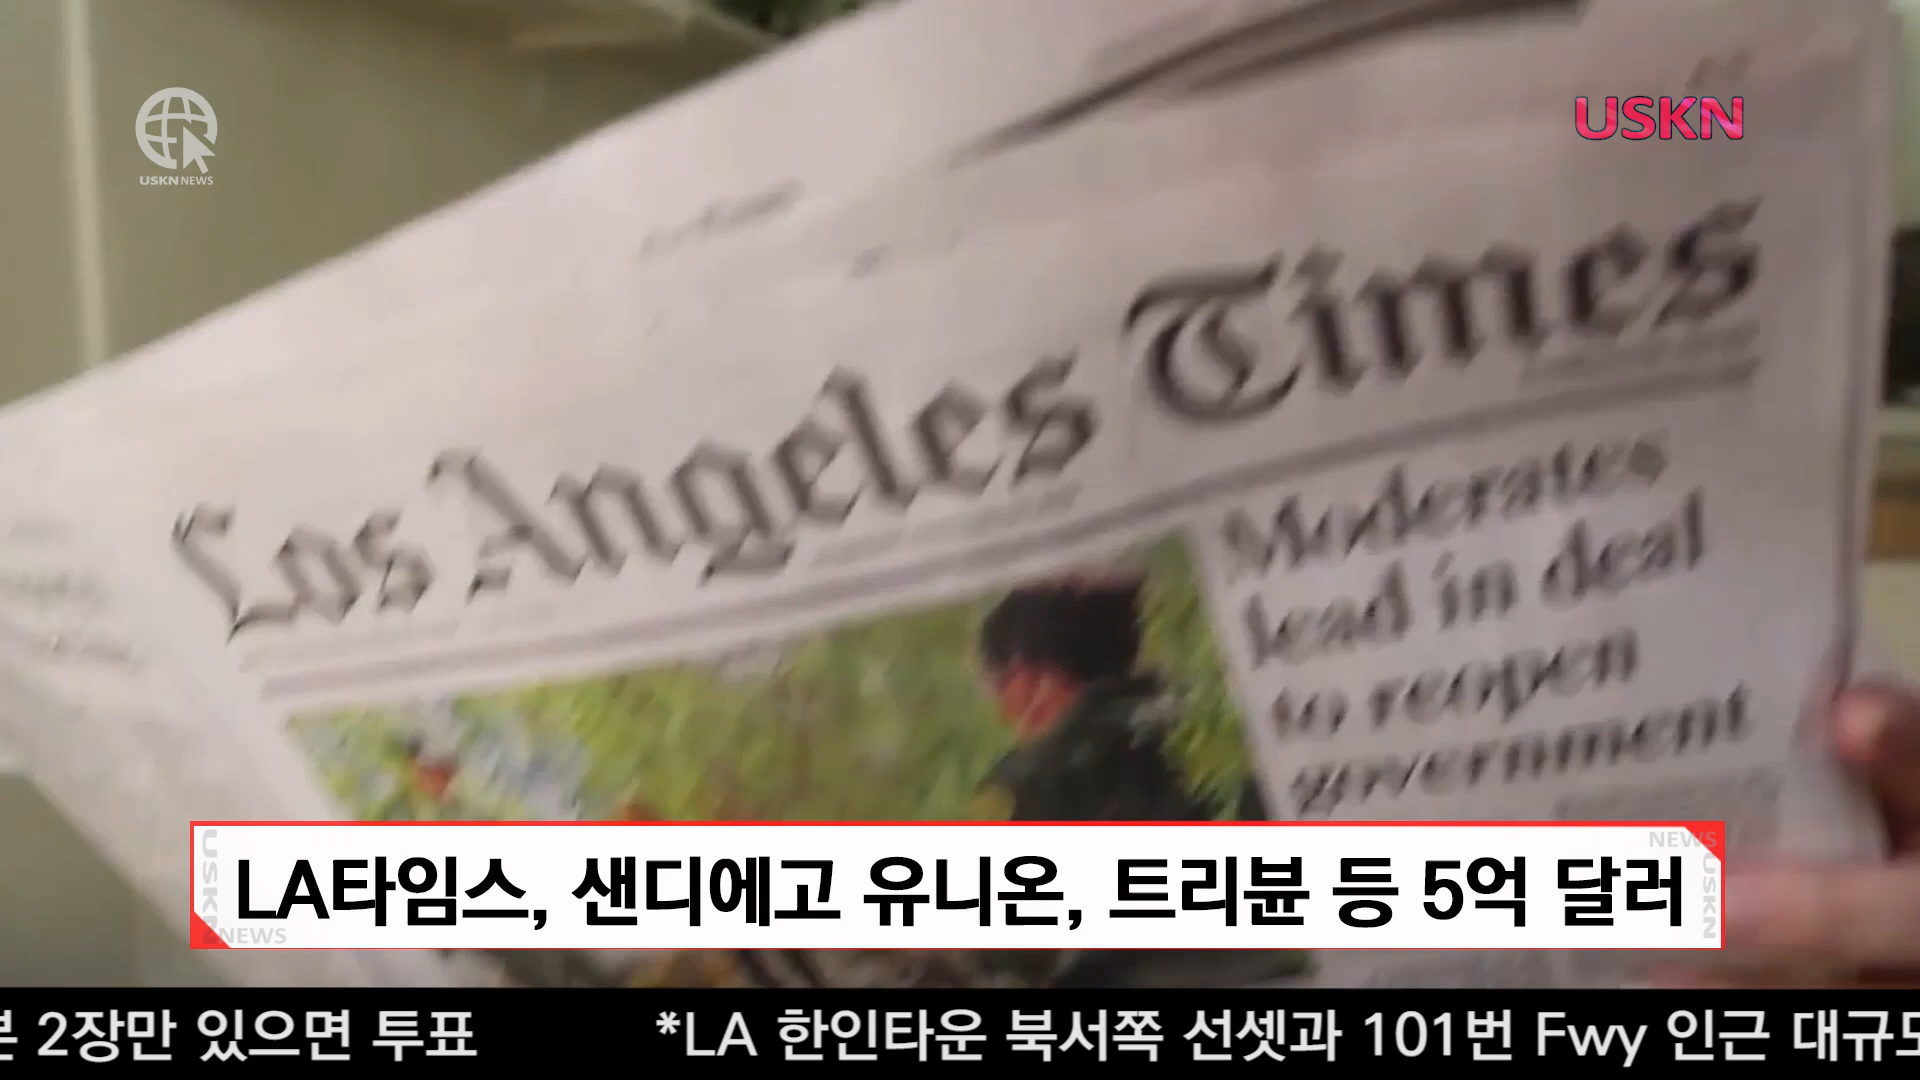 USKN
USKN NEWS
Los Angeles Times
Moderates
lead in deal
to reopen
government
NEWS
USKN
LA타임스, 샌디에고 유니온, 트리뷴 등 5억 달러
USKN
NEWS
2장만 있으면 투표 *LA 한인타운 북서쪽 선셋과 101번 Fwy 인근